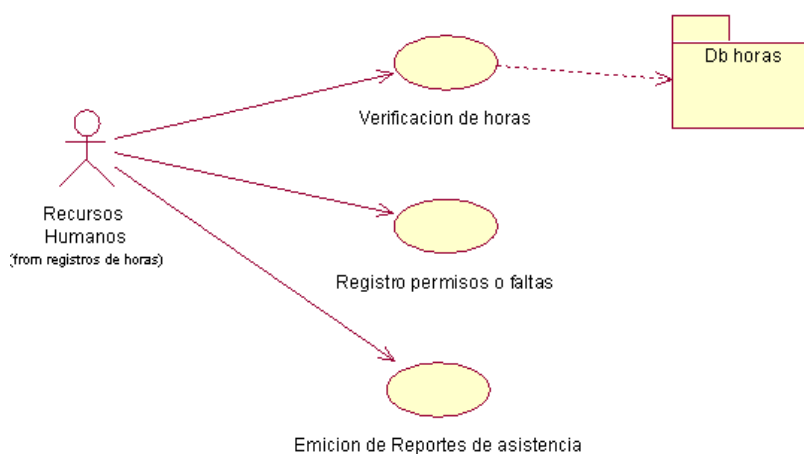 Db horas
Verificacion de horas
Recursos
Humanos
(from registros de horas)
Registro permisos o faltas
Emicion de Reportes de asistencia